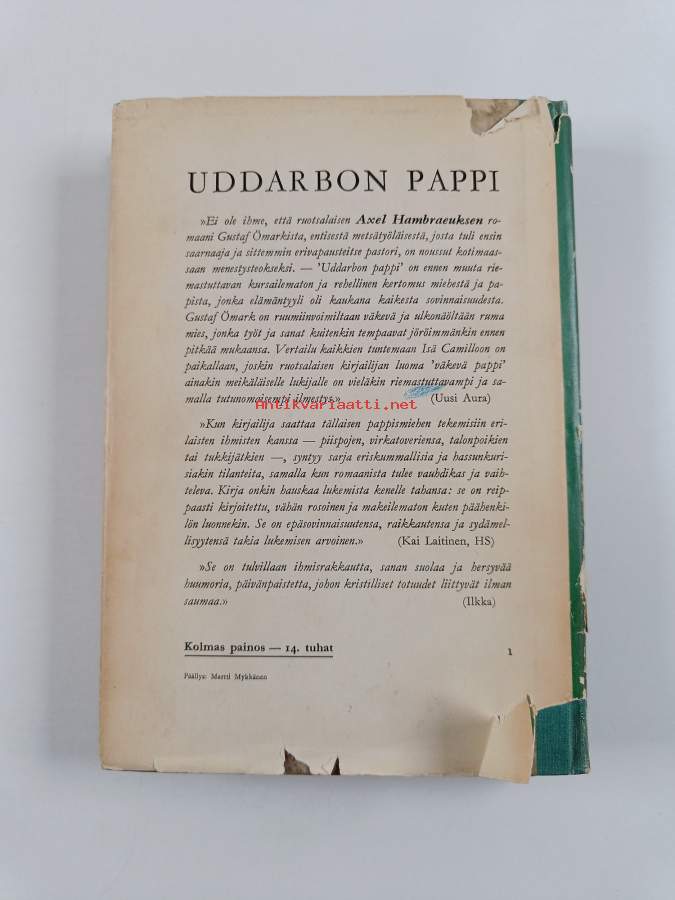 UDDARBON PAPPI
»Ei ole ihme, että ruotsalaisen Axel Hambraeuksen ro-
maani Gustaf Ömarkista, entisestä metsätyöläisestä, josta tuli ensin
saarnaaja ja sittemmin erivapausteitse pastori, on noussut kotimaas-
saan menestysteokseksi. — 'Uddarbon pappi' on ennen muuta rie-
mastuttavan kursailematon ja rehellinen kertomus miehestä ja pa-
pista, jonka elämäntyyli oli kaukana kaikesta sovinnaisuudesta.
Gustaf Ömark on ruumiinvoimiltaan väkevä ja ulkonäöltään ruma
mies, jonka työt ja sanat kuitenkin tempaavat jöröimmänkin ennen
pitkää mukaansa. Vertailu kaikkien tuntemaan Isä Camilloon on
paikallaan, joskin ruotsalaisen kirjailijan luoma 'väkevä pappi'
ainakin meikäläiselle lukijalle on vieläkin riemastuttavampi ja sa-
malla tutunomaisempi ilmestys.» (Uusi Aura)
Antikvariaatti.net
»Kun kirjailija saattaa tällaisen pappismiehen tekemisiin eri-
laisten ihmisten kanssa — piispojen, virkatoveriensa, talonpoikien
tai tukkijätkien —, syntyy sarja eriskummallisia ja hassunkuri-
siakin tilanteita, samalla kun romaanista tulee vauhdikas ja vaih-
televa. Kirja onkin hauskaa lukemista kenelle tahansa: se on reip-
paasti kirjoitettu, vähän rosoinen ja makeilematon kuten päähenki-
lön luonnekin. Se on epäsovinnaisuutensa, raikkautensa ja sydämel-
lisyytensä takia lukemisen arvoinen.» (Kai Laitinen, HS)
»Se on tulvillaan ihmisrakkautta, sanan suolaa ja hersyvää
huumoria, päivänpaistetta, johon kristilliset totuudet liittyvät ilman
saumaa.» (Ilkka)
Kolmas painos — 14. tuhat 1
Päällys: Martti Mykkänen